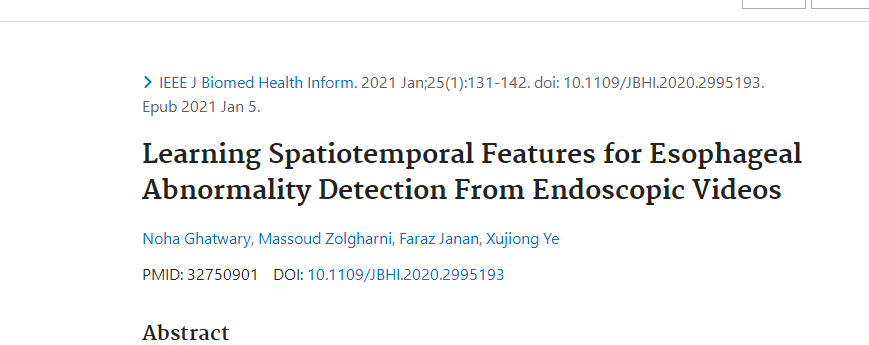 IEEE J Biomed Health Inform. 2021 Jan;25(1):131-142. doi: 10.1109/JBHI.2020.2995193.
Epub 2021 Jan 5.
Learning Spatiotemporal Features for Esophageal
Abnormality Detection From Endoscopic Videos
Noha Ghatwary, Massoud Zolgharni, Faraz Janan, Xujiong Ye
PMID: 32750901 DOI: 10.1109/JBHI.2020.2995193
Abstract